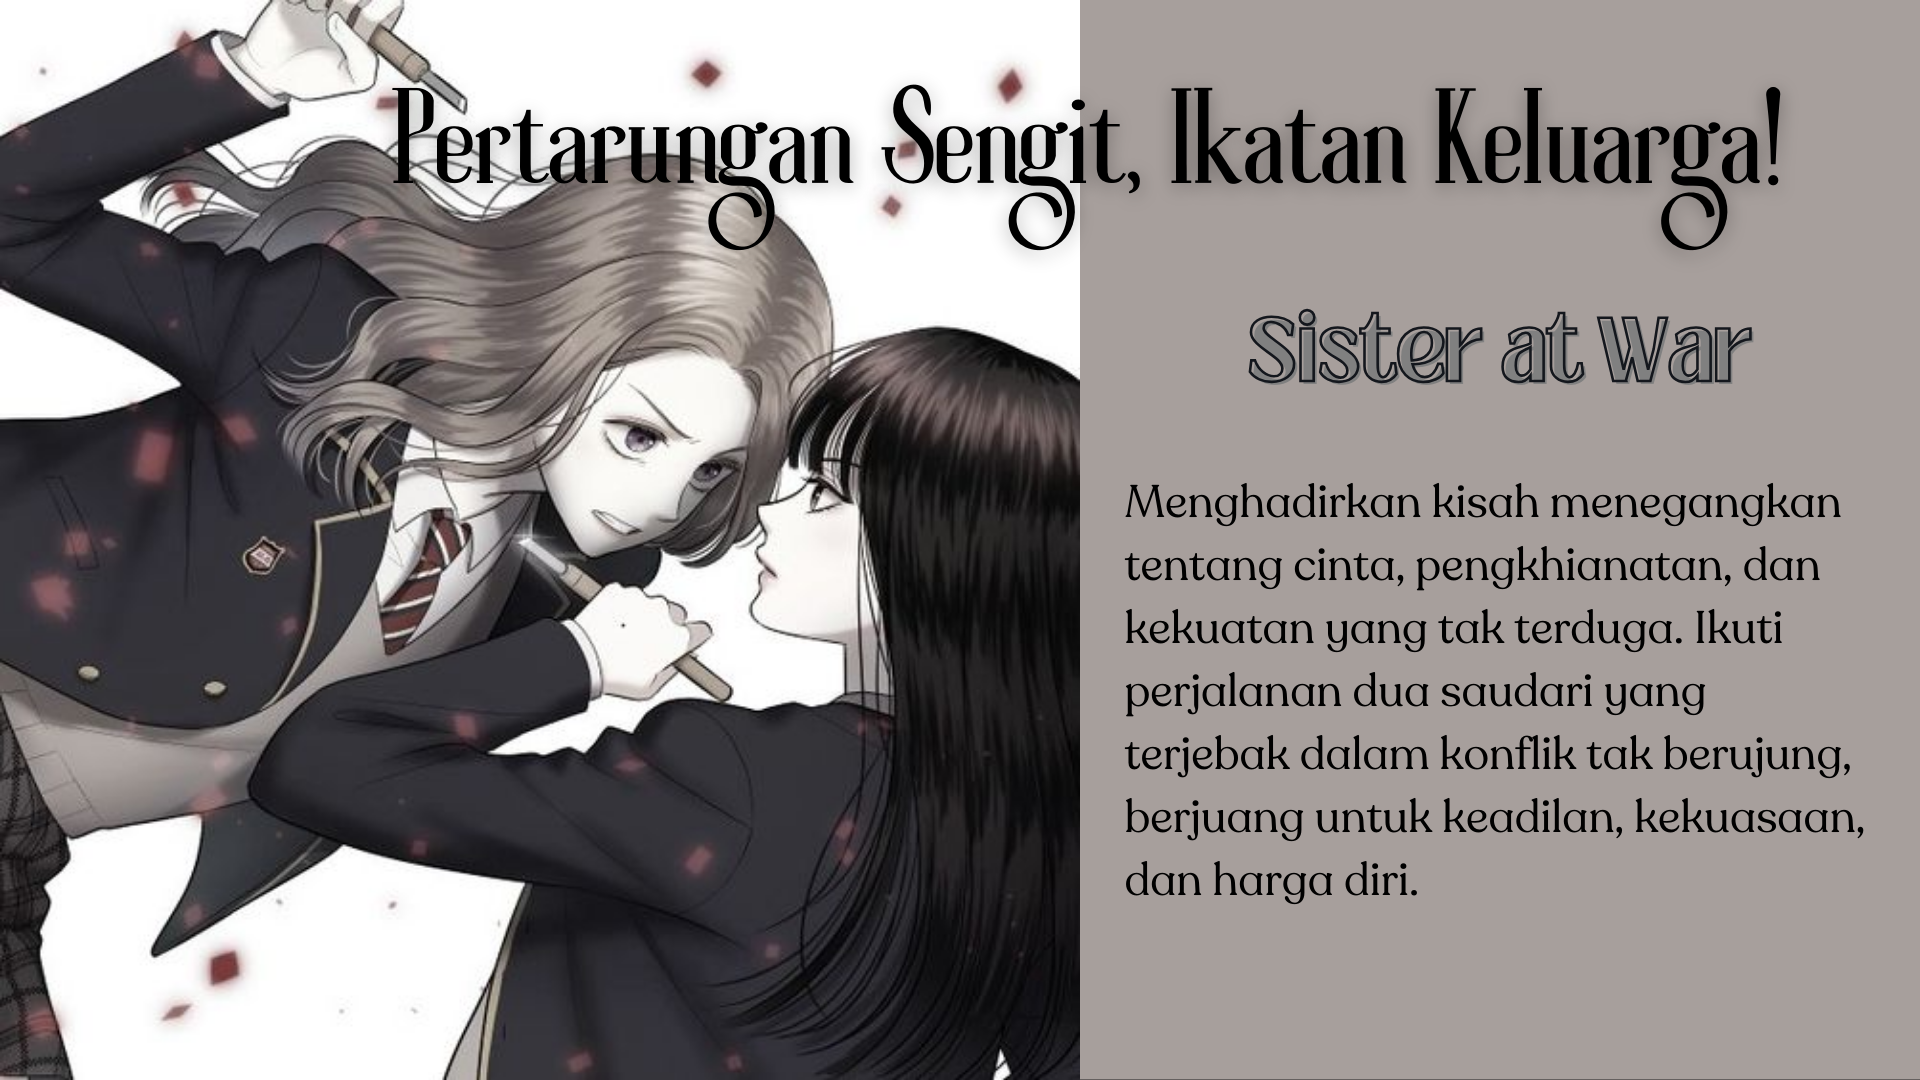 Pertarungan Sengit, Ikatan Keluarga!
Sister at War
Menghadirkan kisah menegangkan
tentang cinta, pengkhianatan, dan
kekuatan yang tak terduga. Ikuti
perjalanan dua saudari yang
terjebak dalam konflik tak berujung,
berjuang untuk keadilan, kekuasaan,
dan harga diri.